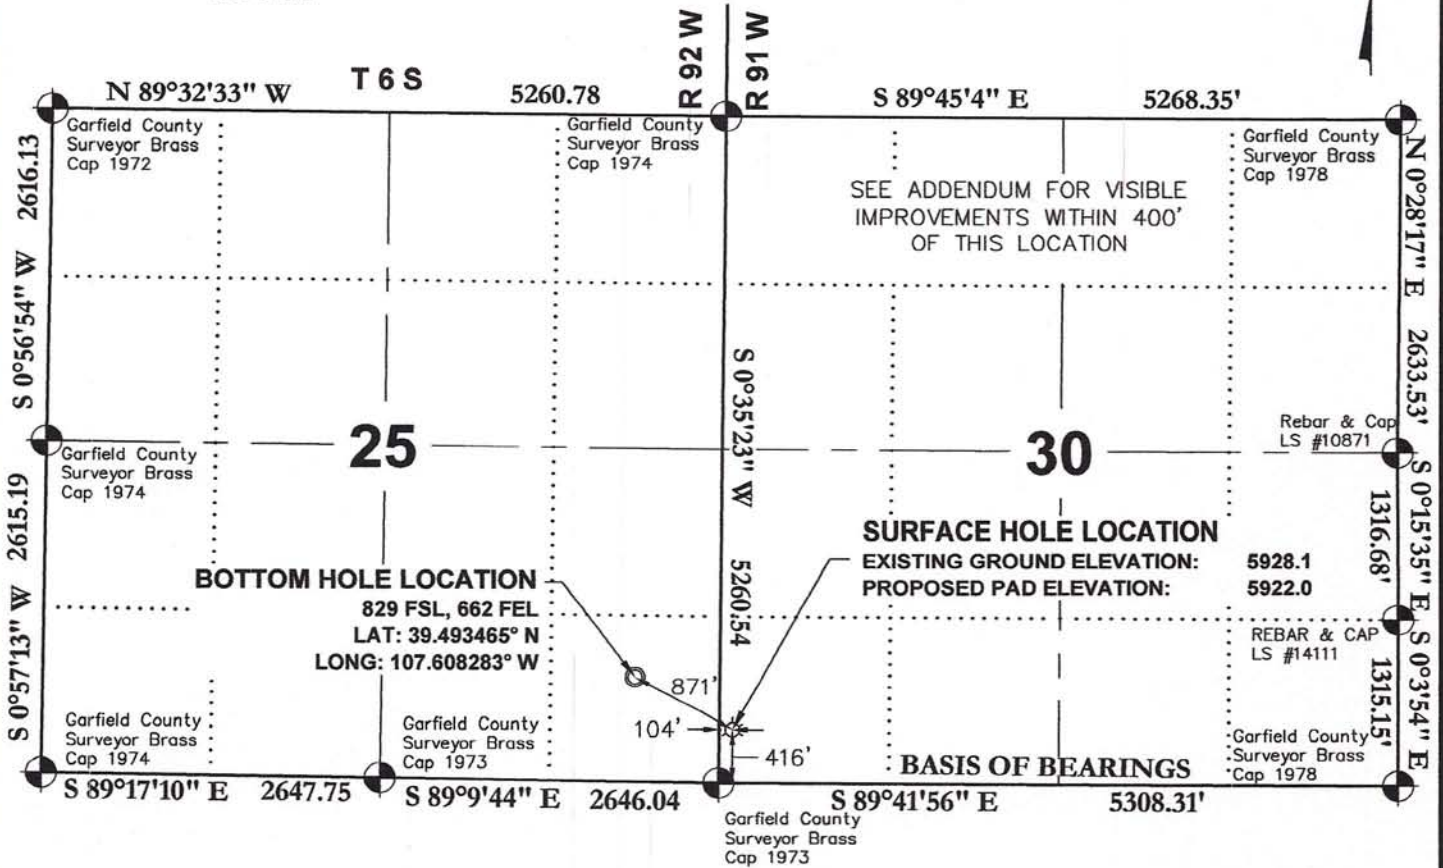 T 6 S
R 92 W
R 91 W
N 89°32'33" W
5260.78
S 89°45'4" E
5268.35'
Garfield County
Surveyor Brass
Cap 1972
Garfield County
Surveyor Brass
Cap 1974
Garfield County
Surveyor Brass
Cap 1978
SEE ADDENDUM FOR VISIBLE
IMPROVEMENTS WITHIN 400'
OF THIS LOCATION
S 0°56'54" W 2616.13
N 0°28'17" E 2633.53'
S 0°35'23" W 5260.54
25
30
Garfield County
Surveyor Brass
Cap 1974
Rebar & Cap
LS #10871
S 0°57'13" W 2615.19
S 0°15'35" E
1316.68'
SURFACE HOLE LOCATION
EXISTING GROUND ELEVATION: 5928.1
PROPOSED PAD ELEVATION: 5922.0
BOTTOM HOLE LOCATION
829 FSL, 662 FEL
LAT: 39.493465° N
LONG: 107.608283° W
REBAR & CAP
LS #14111
S 0°3'54" E
1315.15'
871'
104'
416'
Garfield County
Surveyor Brass
Cap 1974
Garfield County
Surveyor Brass
Cap 1973
Garfield County
Surveyor Brass
Cap 1978
BASIS OF BEARINGS
S 89°17'10" E
2647.75
S 89°9'44" E
2646.04
S 89°41'56" E
5308.31'
Garfield County
Surveyor Brass
Cap 1973